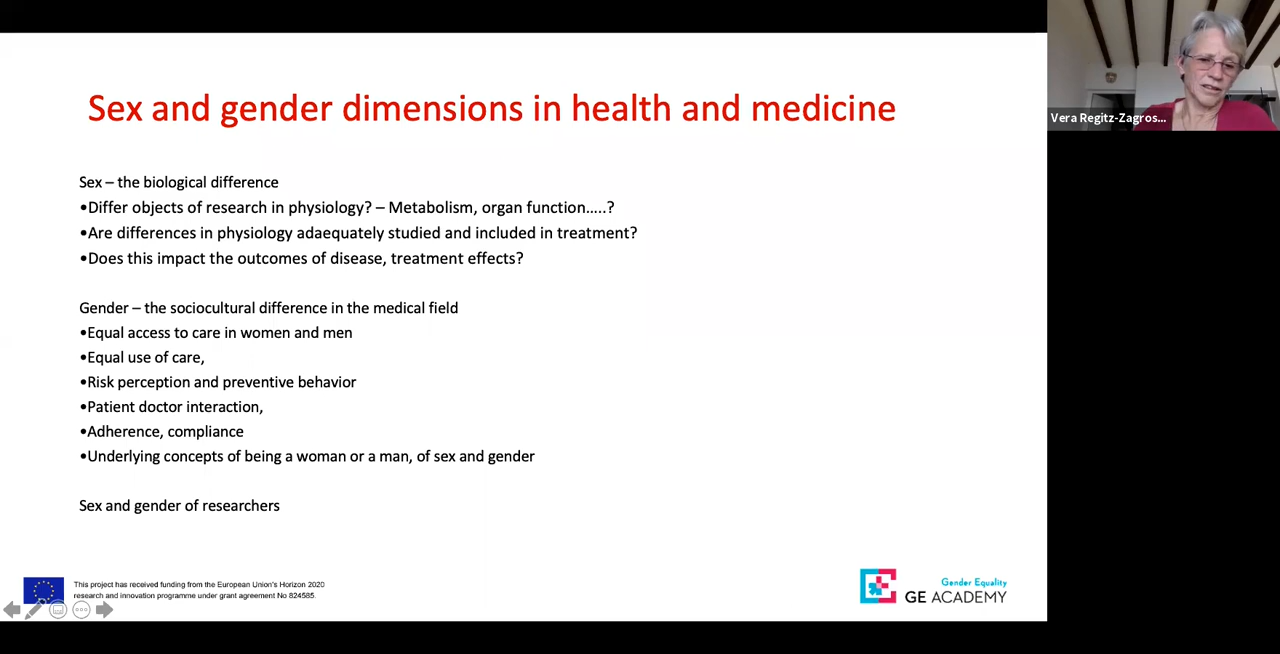 Sex and gender dimensions in health and medicine
Vera Regitz-Zagros...
Sex – the biological difference
•Differ objects of research in physiology? – Metabolism, organ function…..?
•Are differences in physiology adaequately studied and included in treatment?
•Does this impact the outcomes of disease, treatment effects?
Gender – the sociocultural difference in the medical field
•Equal access to care in women and men
•Equal use of care,
•Risk perception and preventive behavior
•Patient doctor interaction,
•Adherence, compliance
•Underlying concepts of being a woman or a man, of sex and gender
Sex and gender of researchers
This project has received funding from the European Union's Horizon 2020
research and innovation programme under grant agreement No 824585.
Gender Equality
GE ACADEMY